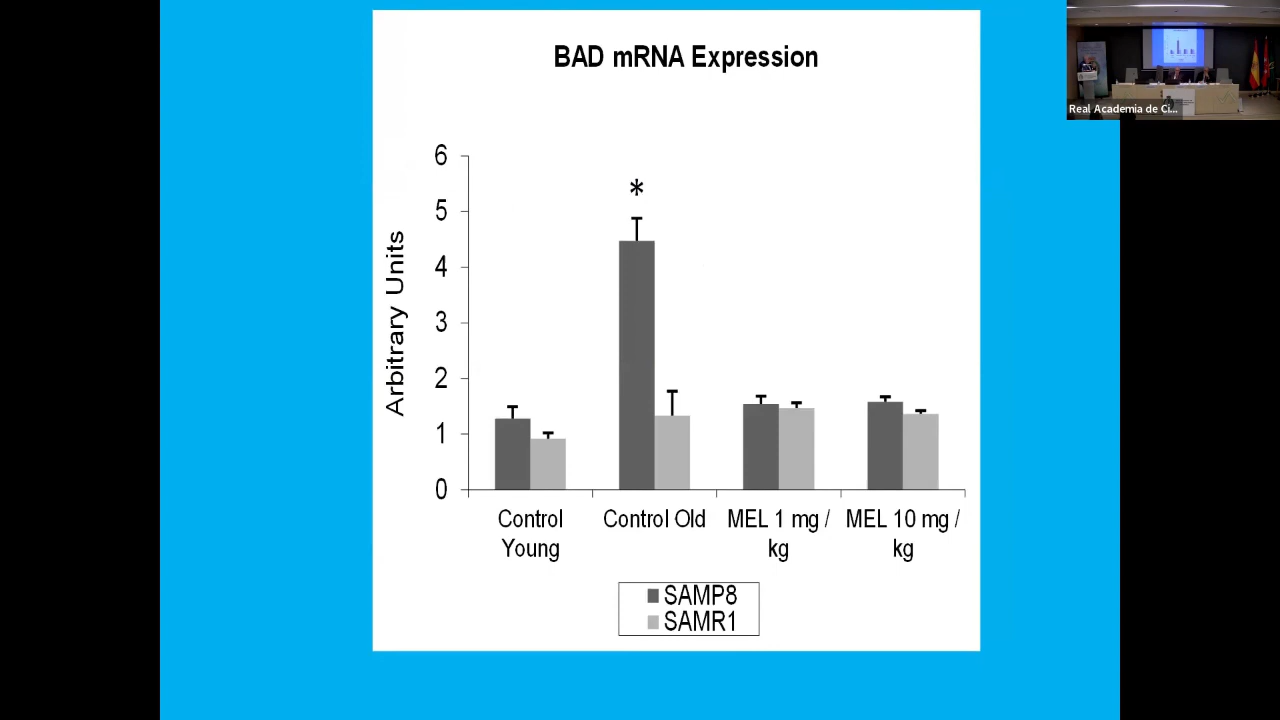 BAD mRNA Expression
Real Academia de Ci...
6
*
5
4
3
2
1
0
Arbitrary Units
Control Young
Control Old
MEL 1 mg / kg
MEL 10 mg / kg
SAMP8
SAMR1